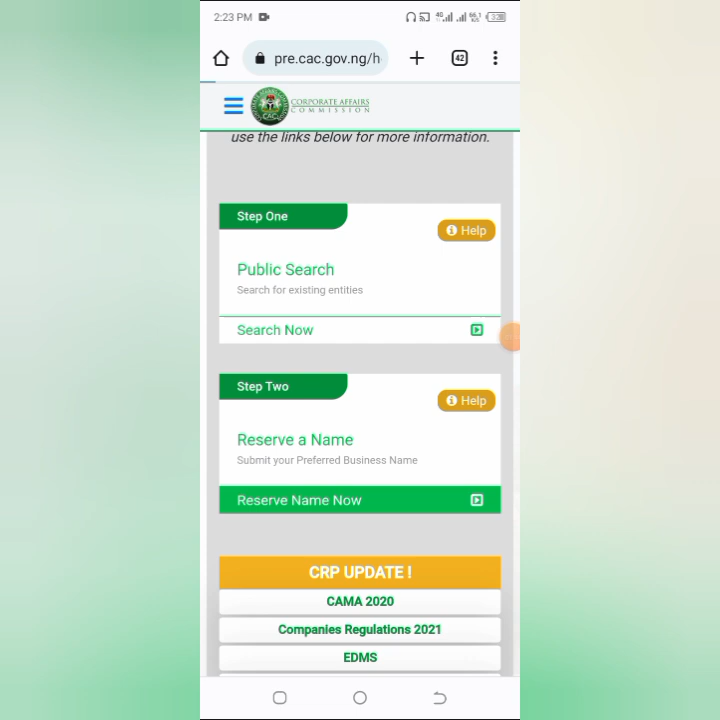 2:23 PM
pre.cac.gov.ng/h
42
CORPORATE AFFAIRS
COMMISSION
use the links below for more information.
Step One
Help
Public Search
Search for existing entities
Search Now
Step Two
Help
Reserve a Name
Submit your Preferred Business Name
Reserve Name Now
CRP UPDATE !
CAMA 2020
Companies Regulations 2021
EDMS